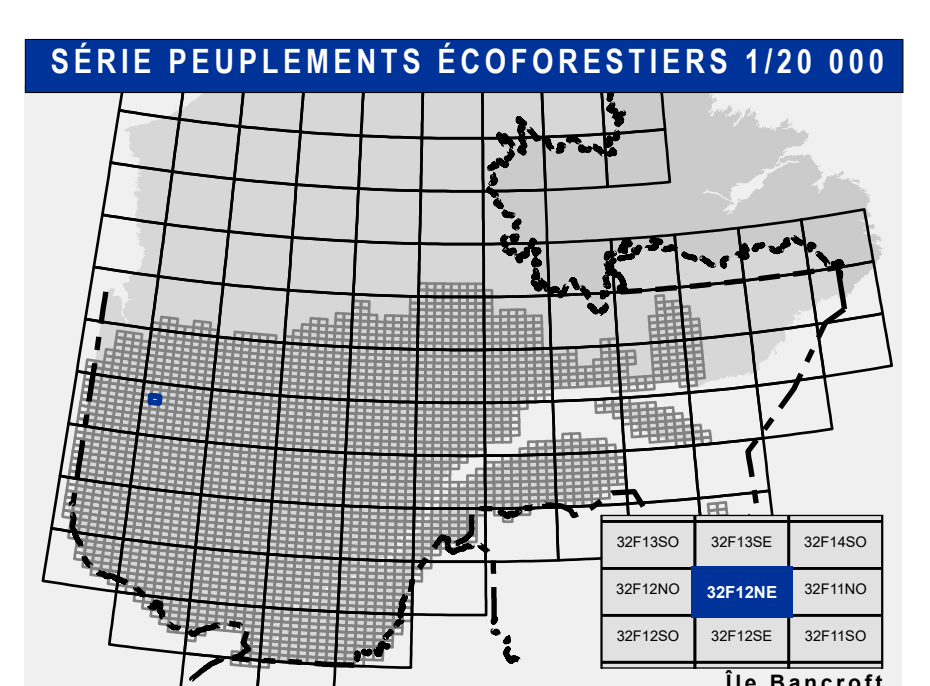 SÉRIE PEUPLEMENTS ÉCOFORESTIERS 1/20 000
32F13SO 32F13SE 32F14SO
32F12NO 32F12NE 32F11NO
32F12SO 32F12SE 32F11SO
Île Bancroft